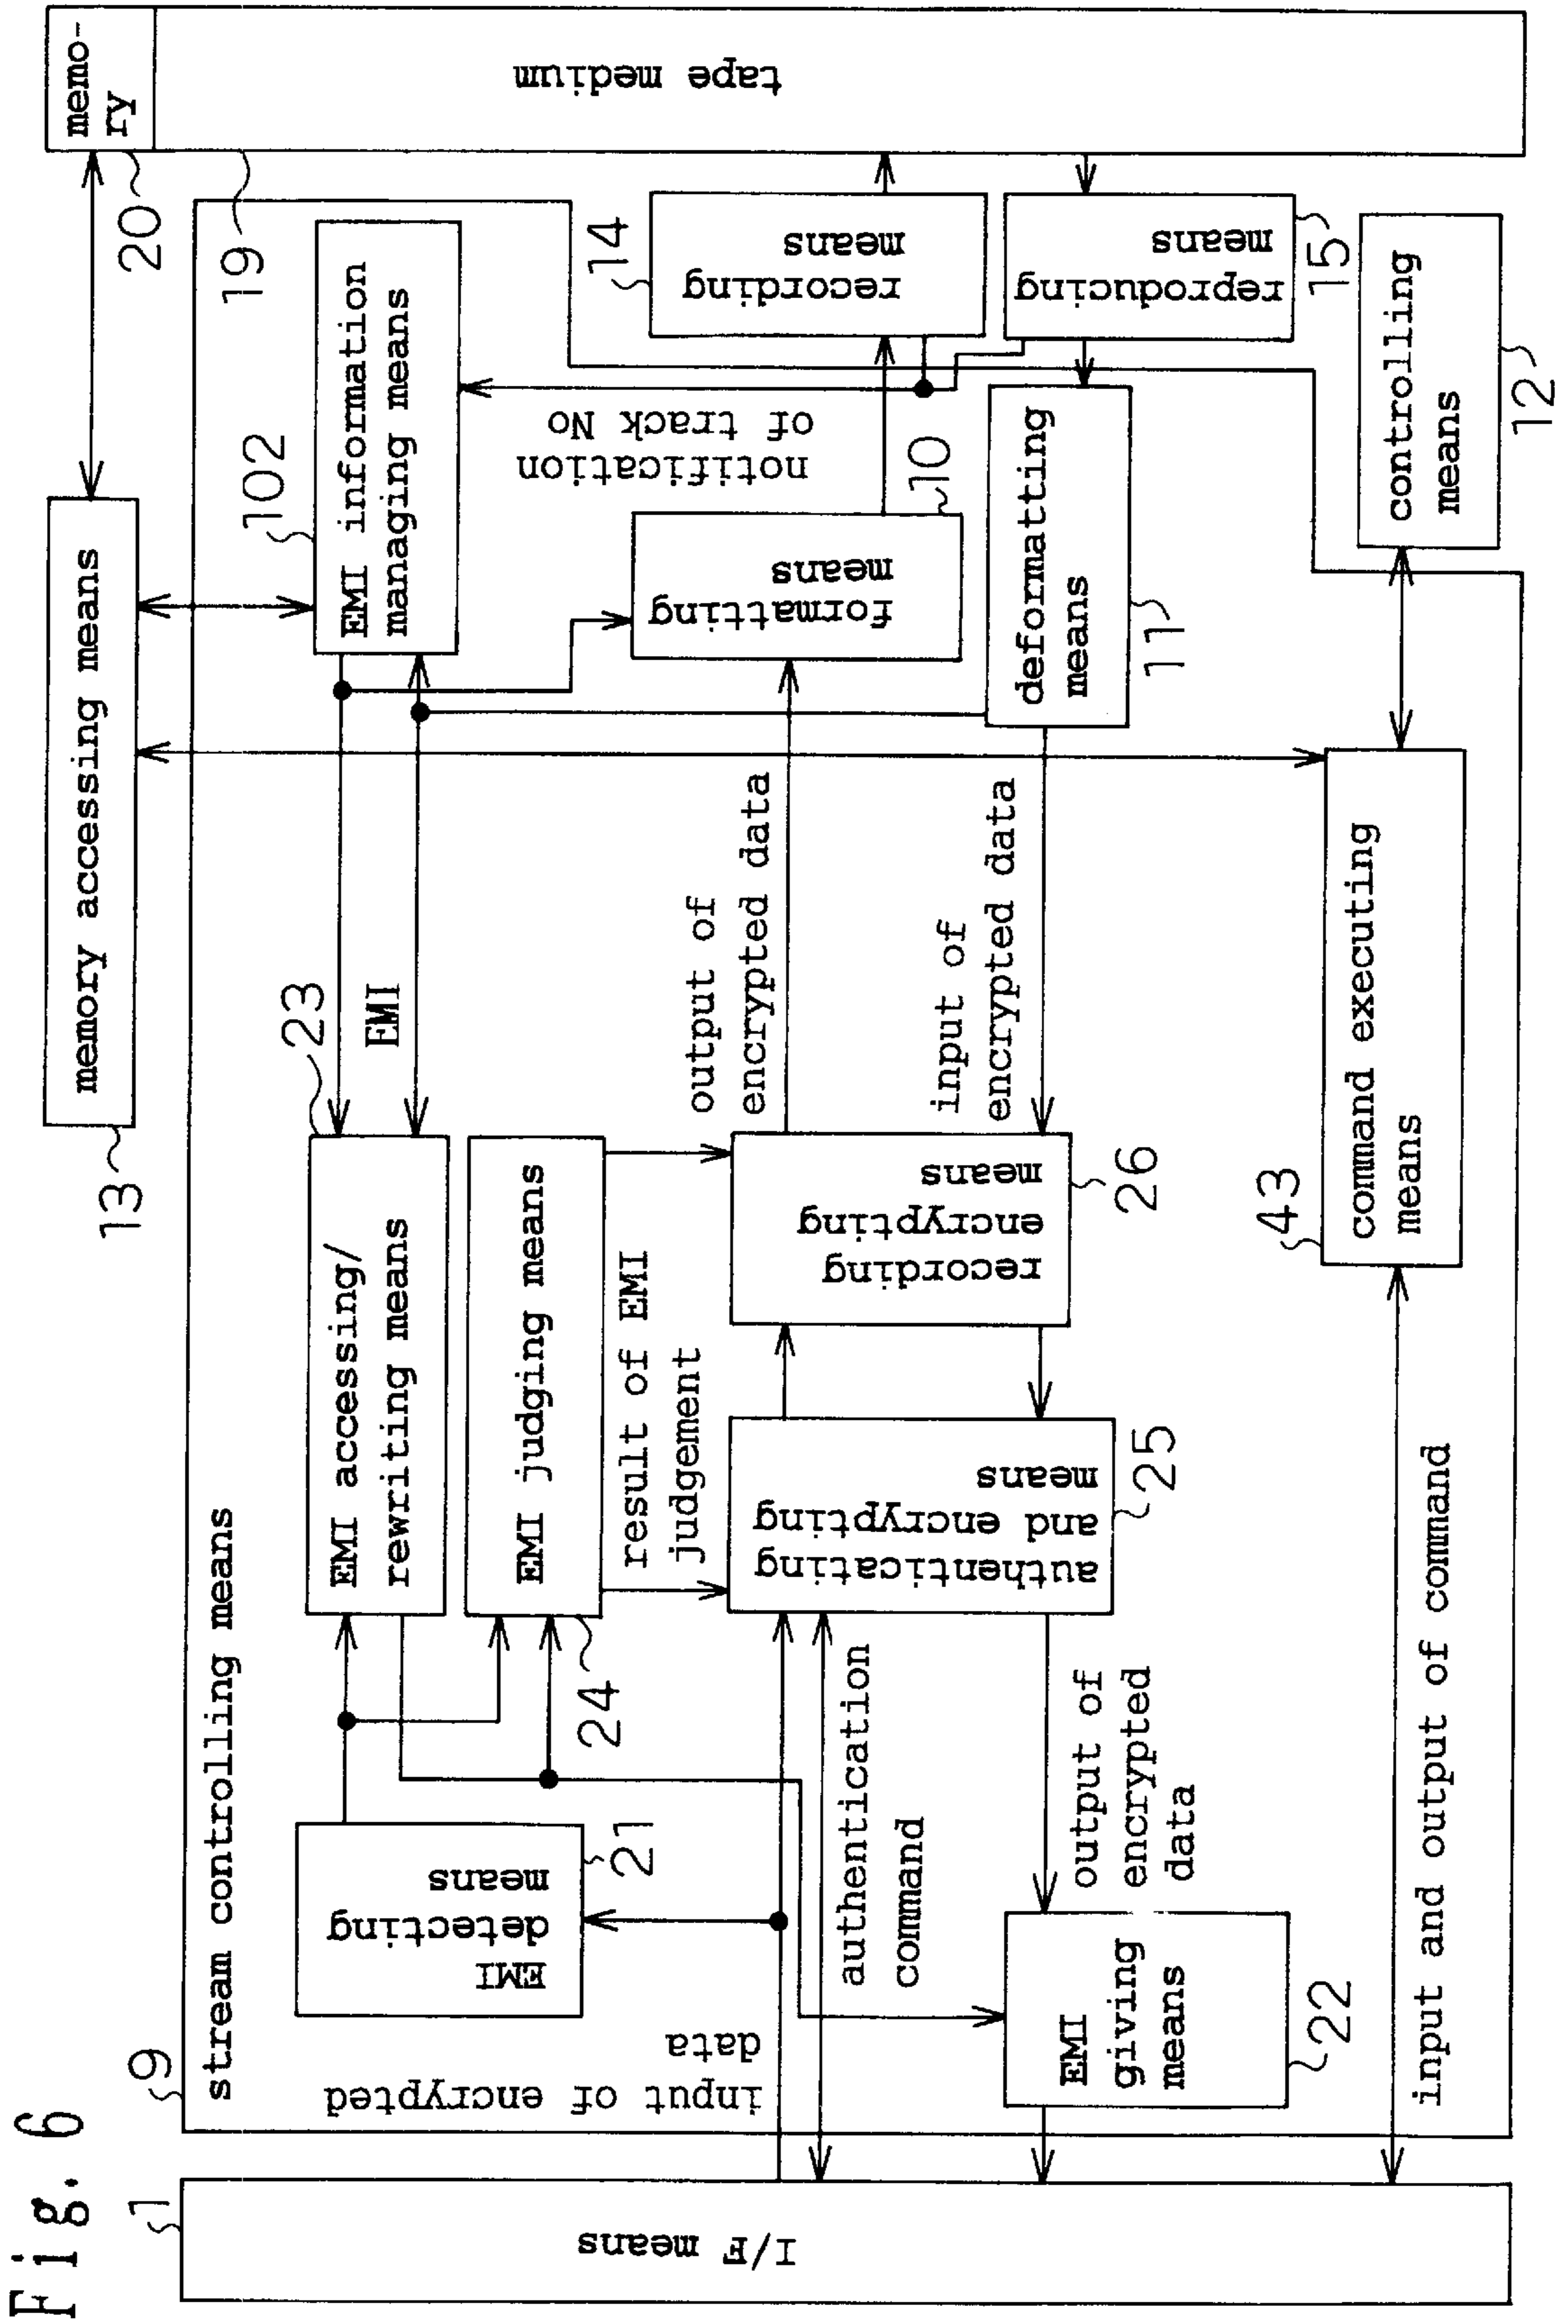 Fig. 6
1
I/F means
9
stream controlling means
input of encrypted
data
EMI
detecting
means
21
EMI accessing/
rewriting means
23
EMI
EMI judging means
24
result of EMI
judgement
authentication
command
authenticating
and encrypting
means
25
recording
encrypting
means
26
output of
encrypted
data
EMI
giving
means
22
output of
encrypted data
input of
encrypted data
input and output of command
command executing
means
43
memory accessing means
13
EMI information
managing means
102
notification
of track No
formatting
means
10
deformatting
means
11
recording
means
14
reproducing
means
15
controlling
means
12
memo-
ry
20
19
tape medium